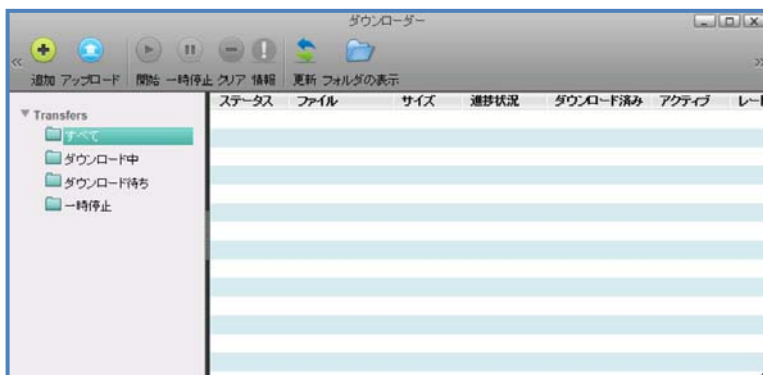 ダウンローダー
追加 アップロード 開始 一時停止 クリア 情報 更新 フォルダの表示
ステータス ファイル サイズ 進捗状況 ダウンロード済み アクティブ
Transfers
すべて
ダウンロード中
ダウンロード待ち
一時停止